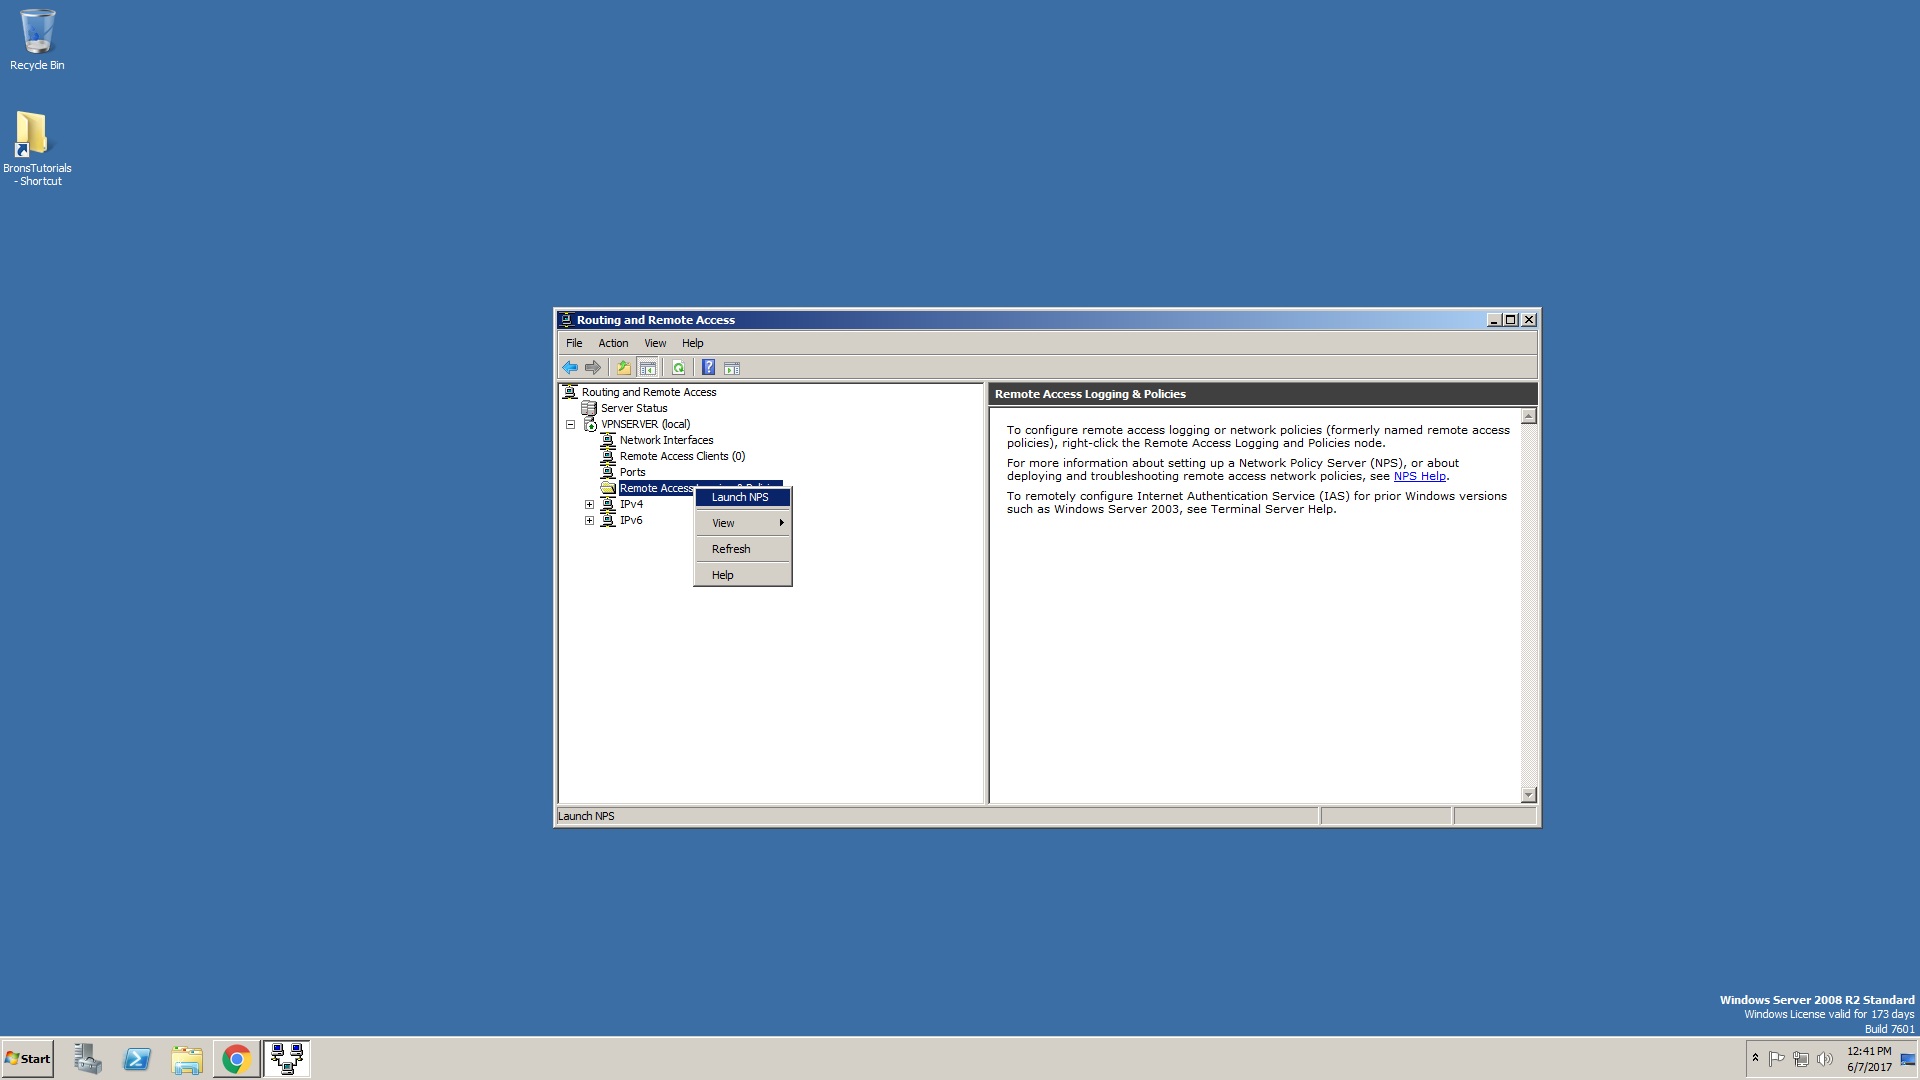 Recycle Bin
BronsTutorials
- Shortcut
Routing and Remote Access
File Action View Help
Routing and Remote Access
Server Status
VPNSERVER (local)
Network Interfaces
Remote Access Clients (0)
Ports
Remote Access
IPv4
IPv6
Launch NPS
View
Refresh
Help
Remote Access Logging & Policies
To configure remote access logging or network policies (formerly named remote access
policies), right-click the Remote Access Logging and Policies node.
For more information about setting up a Network Policy Server (NPS), or about
deploying and troubleshooting remote access network policies, see NPS Help.
To remotely configure Internet Authentication Service (IAS) for prior Windows versions
such as Windows Server 2003, see Terminal Server Help.
Launch NPS
Windows Server 2008 R2 Standard
Windows License valid for 173 days
Build 7601
Start
12:41 PM
6/7/2017